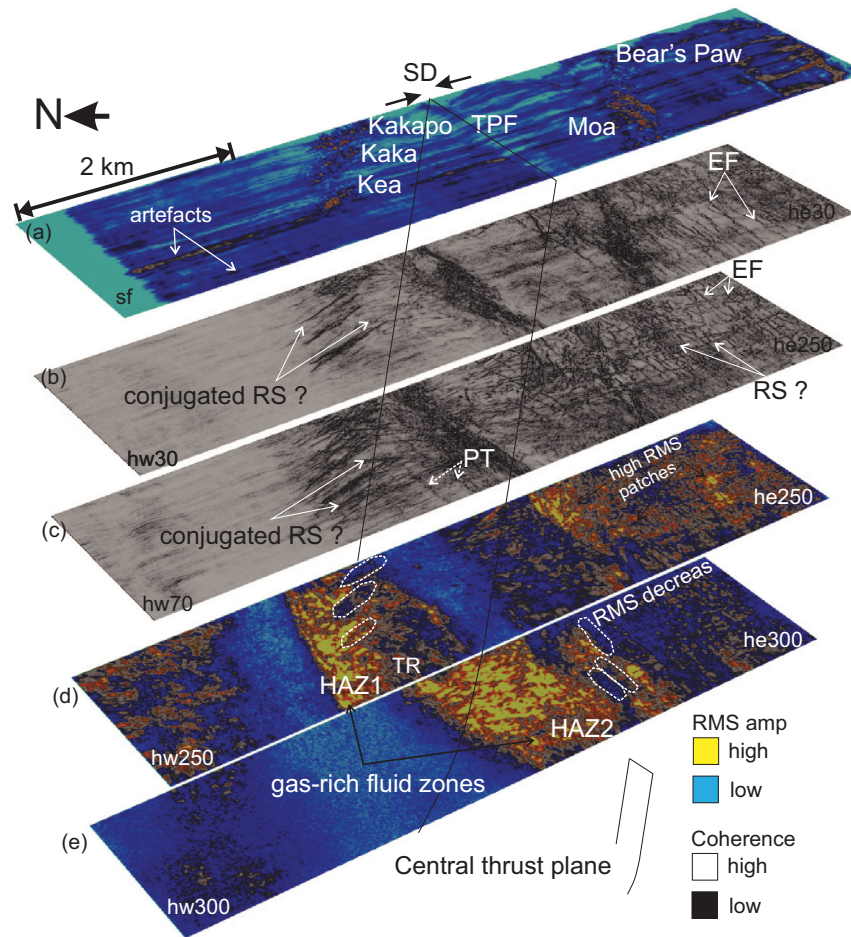 Bear's Paw
SD
N
Kakapo TPF
Moa
Kaka
2 km
Kea
EF
artefacts
he30
(a)
sf
EF
he250
(b)
conjugated RS ?
RS ?
hw30
PT
high RMS
patches
(c)
conjugated RS ?
he250
hw70
RMS decreas
TR
he300
HAZ1
(d)
HAZ2
RMS amp
hw250
high
gas-rich fluid zones
low
(e)
Coherence
Central thrust plane
high
hw300
low